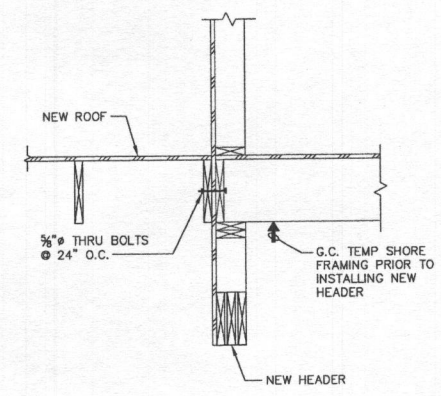 NEW ROOF
⅝"ø THRU BOLTS
@ 24" O.C.
G.C. TEMP SHORE
FRAMING PRIOR TO
INSTALLING NEW
HEADER
NEW HEADER